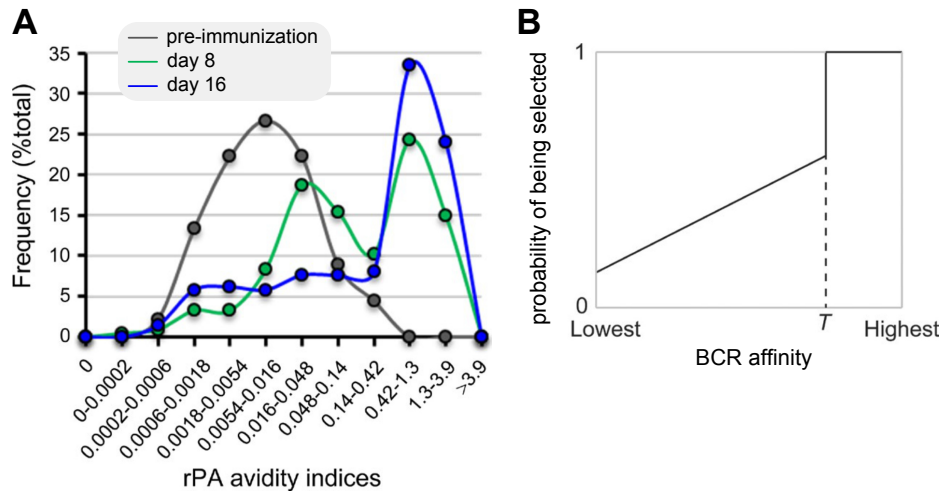 A
pre-immunization
day 8
day 16
35
30
25
20
15
10
5
0
Frequency (%total)
0
0-0.0002
0.0002-0.0006
0.0006-0.0018
0.0018-0.0054
0.0054-0.016
0.016-0.048
0.048-0.14
0.14-0.42
0.42-1.3
1.3-3.9
>3.9
rPA avidity indices
B
1
0
probability of being selected
Lowest
T
Highest
BCR affinity